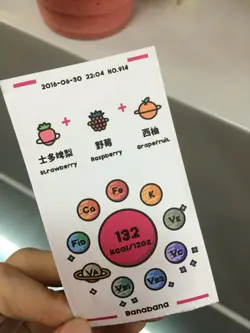 2016-06-30 22:04 NO.914
+ +
士多啤梨 野莓 西柚
Strawberry Raspberry Grapefruit
Fe
Ca K
132
Kcal/12oz
Fib VE
VA VC
VB1 VB2
Banabana